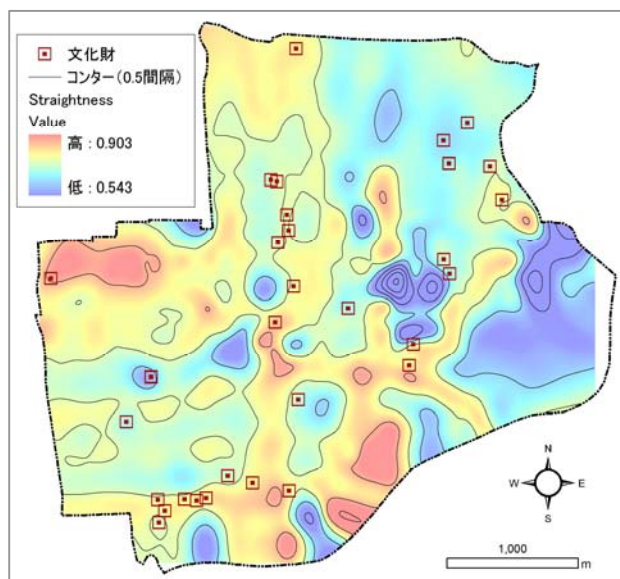 文化財
コンター（0.5間隔）
Straightness
Value
高 : 0.903
低 : 0.543
N
W E
S
1,000
m